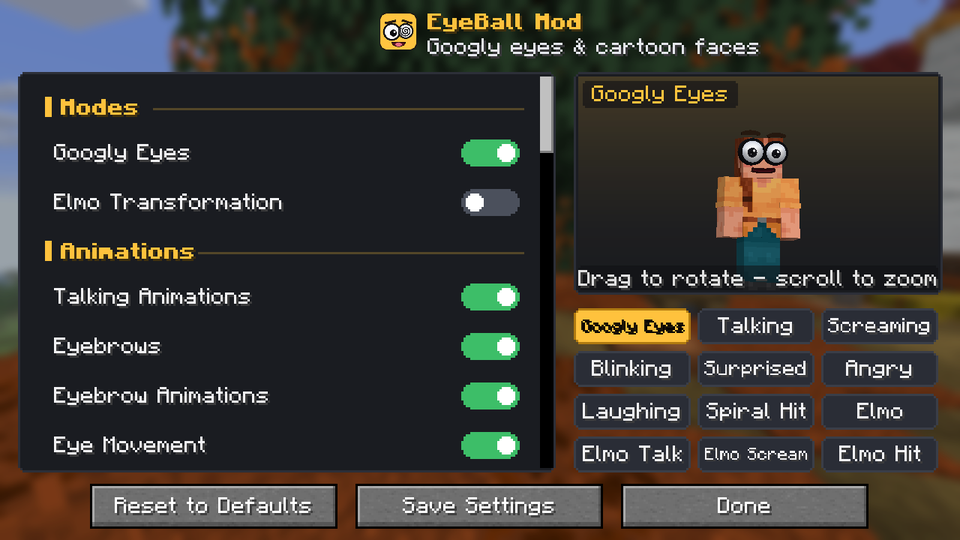 EyeBall Mod
Googly eyes & cartoon faces
Modes
Googly Eyes
Elmo Transformation
Animations
Talking Animations
Eyebrows
Eyebrow Animations
Eye Movement
Googly Eyes
Drag to rotate - scroll to zoom
Googly Eyes
Talking
Screaming
Blinking
Surprised
Angry
Laughing
Spiral Hit
Elmo
Elmo Talk
Elmo Scream
Elmo Hit
Reset to Defaults
Save Settings
Done